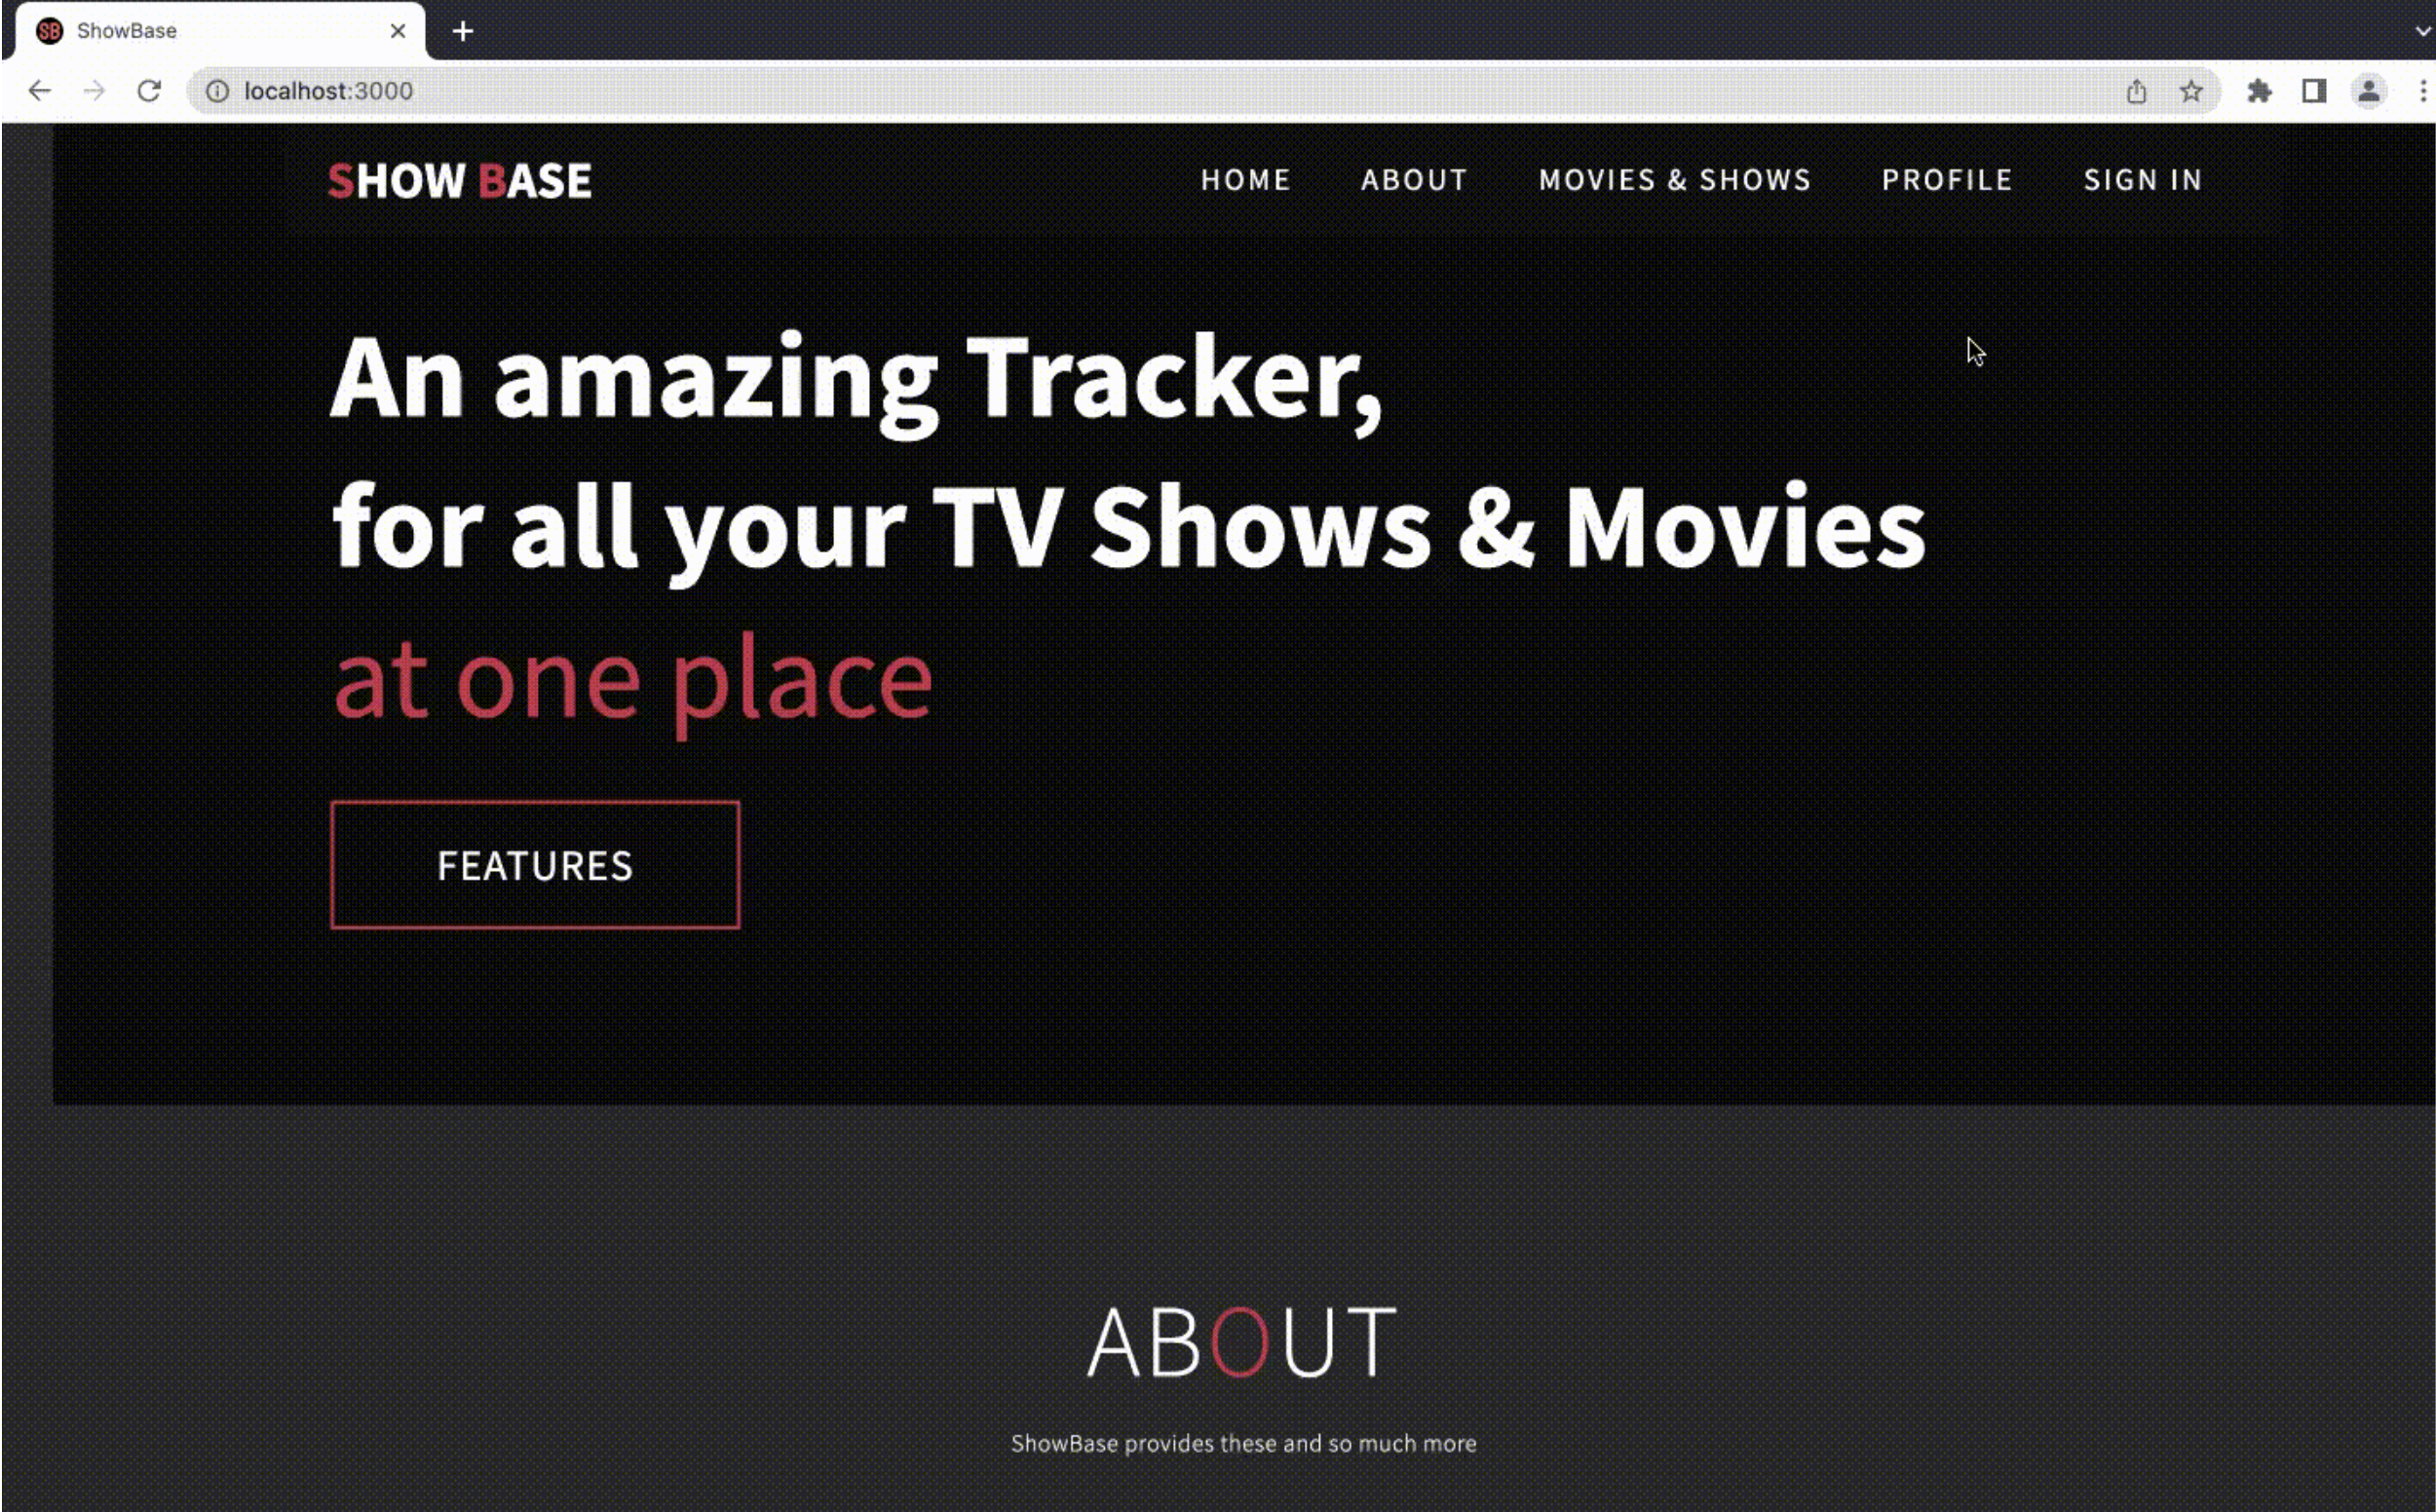 ShowBase
localhost:3000
SHOW BASE HOME ABOUT MOVIES & SHOWS PROFILE SIGN IN
An amazing Tracker,
for all your TV Shows & Movies
at one place
FEATURES
ABOUT
ShowBase provides these and so much more